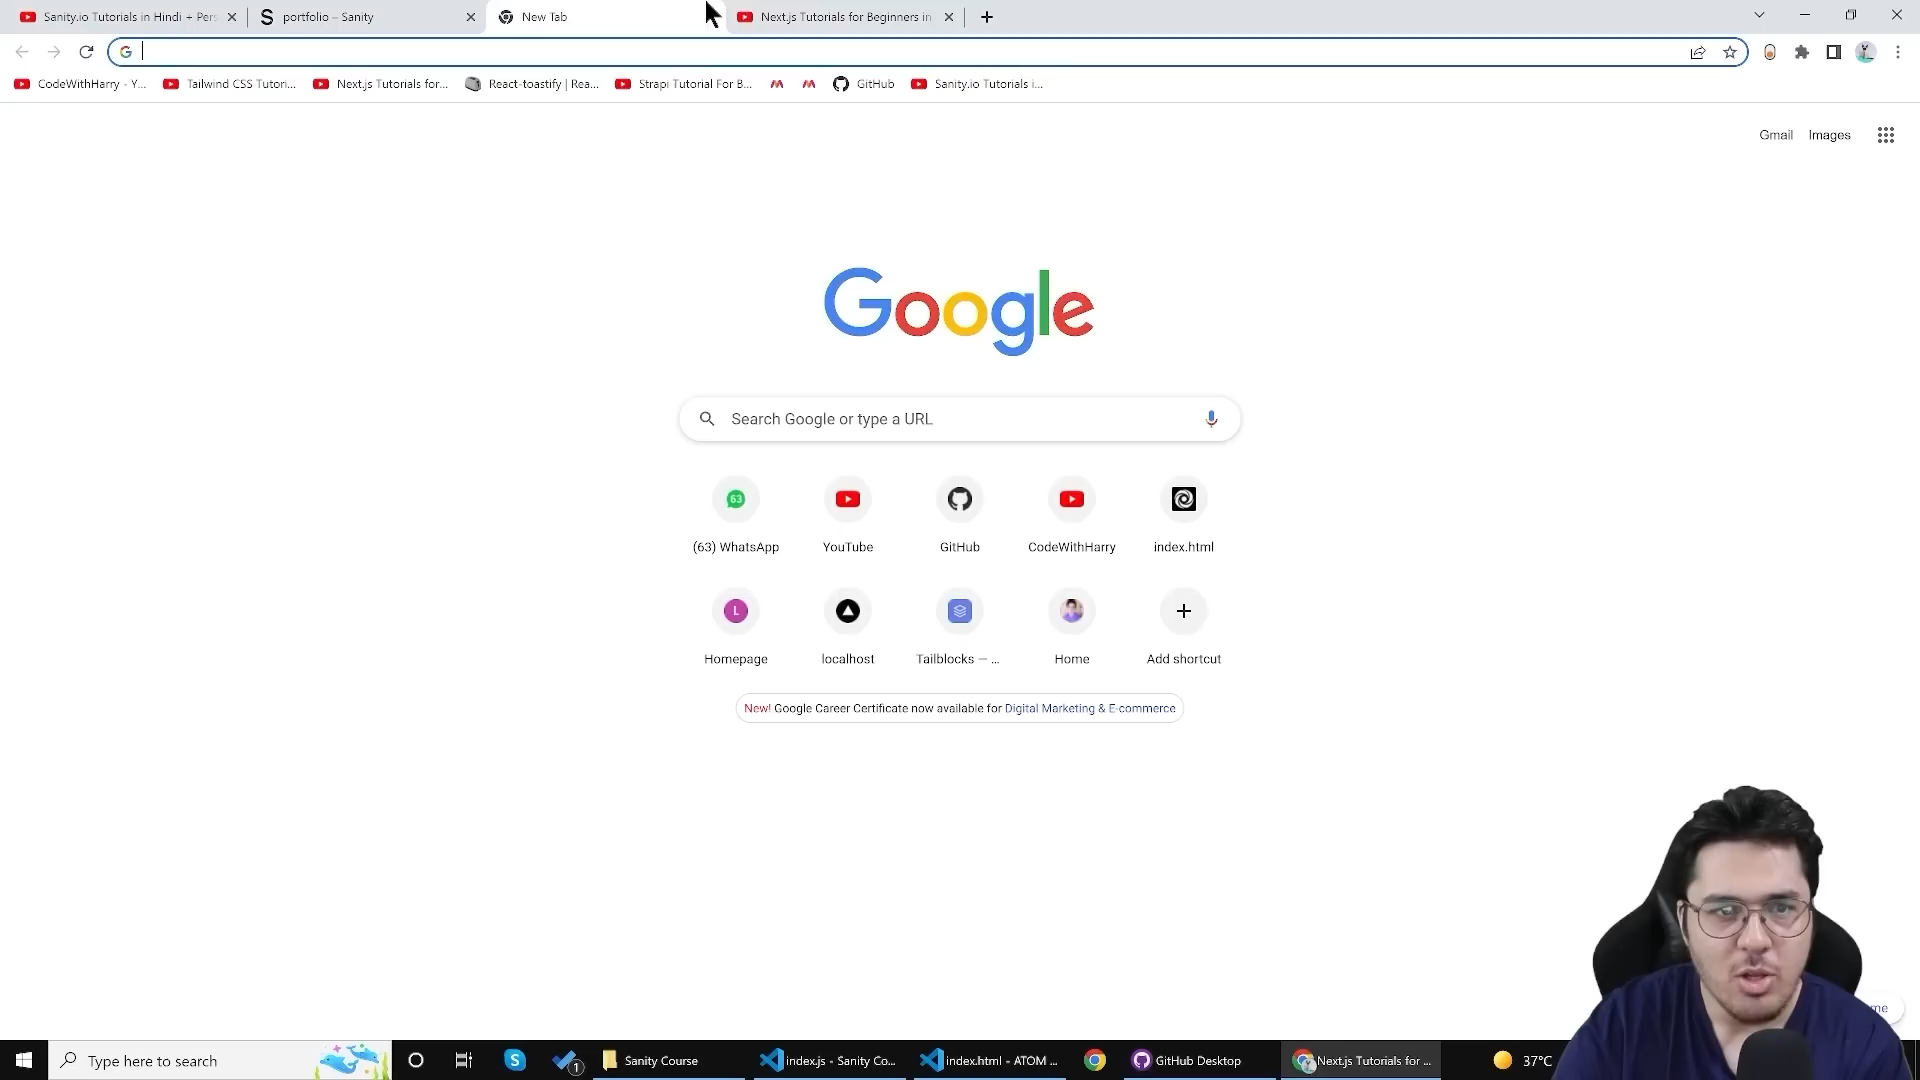 Sanity.io Tutorials in Hindi + Pers
portfolio – Sanity
New Tab
Next.js Tutorials for Beginners in
CodeWithHarry - Y...
Tailwind CSS Tutori...
Next.js Tutorials for...
React-toastify | Rea...
Strapi Tutorial For B...
GitHub
Sanity.io Tutorials i...
Gmail
Images
Google
Search Google or type a URL
63
(63) WhatsApp
YouTube
GitHub
CodeWithHarry
index.html
L
Homepage
localhost
Tailblocks — ...
Home
Add shortcut
New! Google Career Certificate now available for Digital Marketing & E-commerce
me
Type here to search
1
Sanity Course
index.js - Sanity Co...
index.html - ATOM ...
GitHub Desktop
Next.js Tutorials for ...
37°C